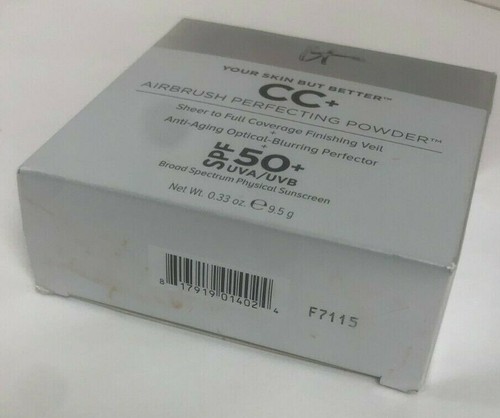 iT
YOUR SKIN BUT BETTER™
CC+
AIRBRUSH PERFECTING POWDER™
Sheer to Full Coverage Finishing Veil
+
Anti-Aging Optical-Blurring Perfector
+
SPF 50+
UVA/UVB
Broad Spectrum Physical Sunscreen
Net Wt. 0.33 oz. ℮ 9.5 g
8 17919 01402 4
F7115